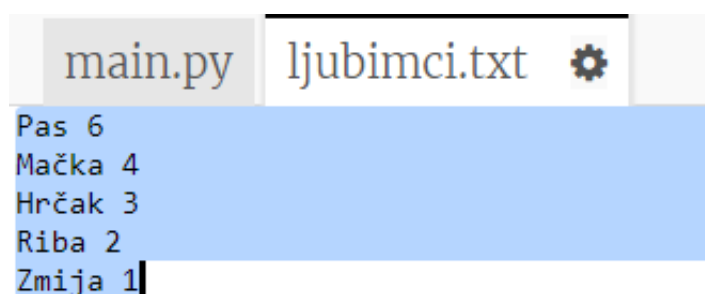 main.py ljubimci.txt
Pas 6
Mačka 4
Hrčak 3
Riba 2
Zmija 1